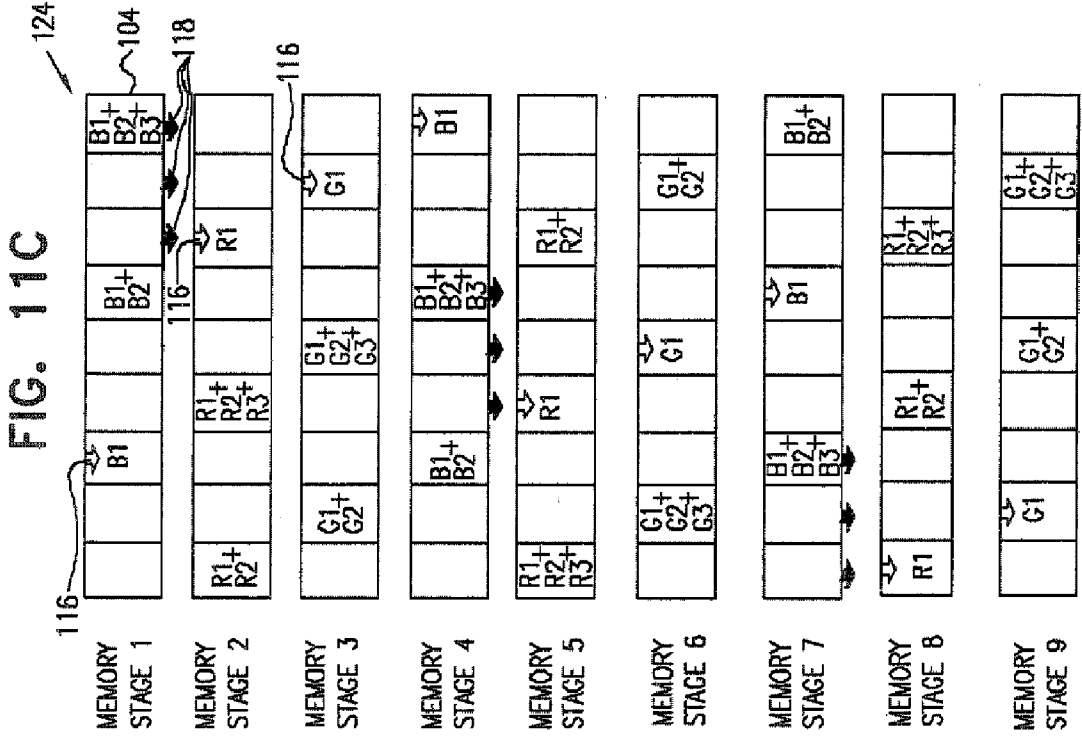 FIG. 11C
124
116
104
118
MEMORY
STAGE 1
B1
B1+
B2
B1+
B2+
B3
116
MEMORY
STAGE 2
R1+
R2
R1+
R2+
R3
R1
116
MEMORY
STAGE 3
G1+
G2
G1+
G2+
G3
G1
MEMORY
STAGE 4
B1+
B2
B1+
B2+
B3
B1
MEMORY
STAGE 5
R1+
R2+
R3
R1
R1+
R2
MEMORY
STAGE 6
G1+
G2+
G3
G1
G1+
G2
MEMORY
STAGE 7
B1+
B2+
B3
B1
B1+
B2
MEMORY
STAGE 8
R1
R1+
R2
R1+
R2+
R3
MEMORY
STAGE 9
G1
G1+
G2
G1+
G2+
G3